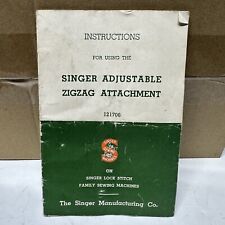 INSTRUCTIONS
FOR USING THE
SINGER ADJUSTABLE
ZIGZAG ATTACHMENT
121706
S
ON
SINGER LOCK STITCH
FAMILY SEWING MACHINES
The Singer Manufacturing Co.